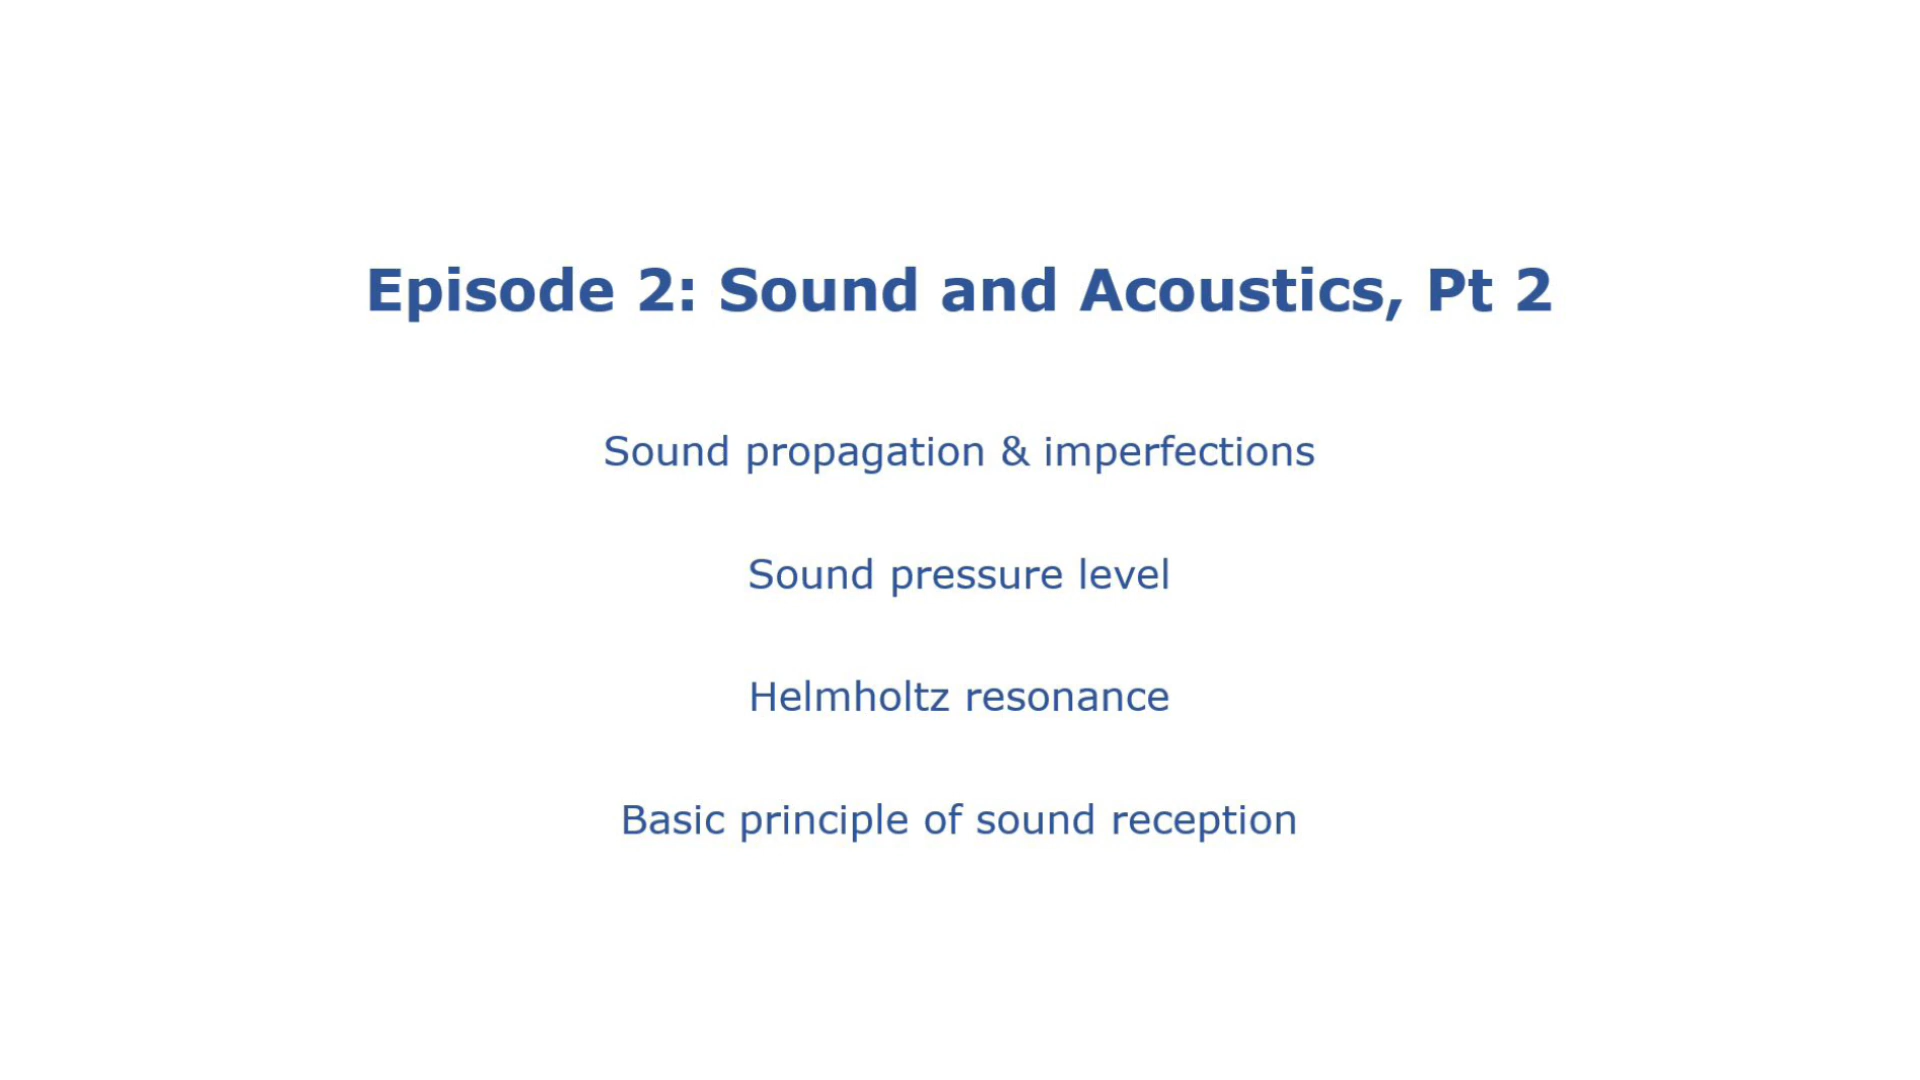 Episode 2: Sound and Acoustics, Pt 2
Sound propagation & imperfections
Sound pressure level
Helmholtz resonance
Basic principle of sound reception